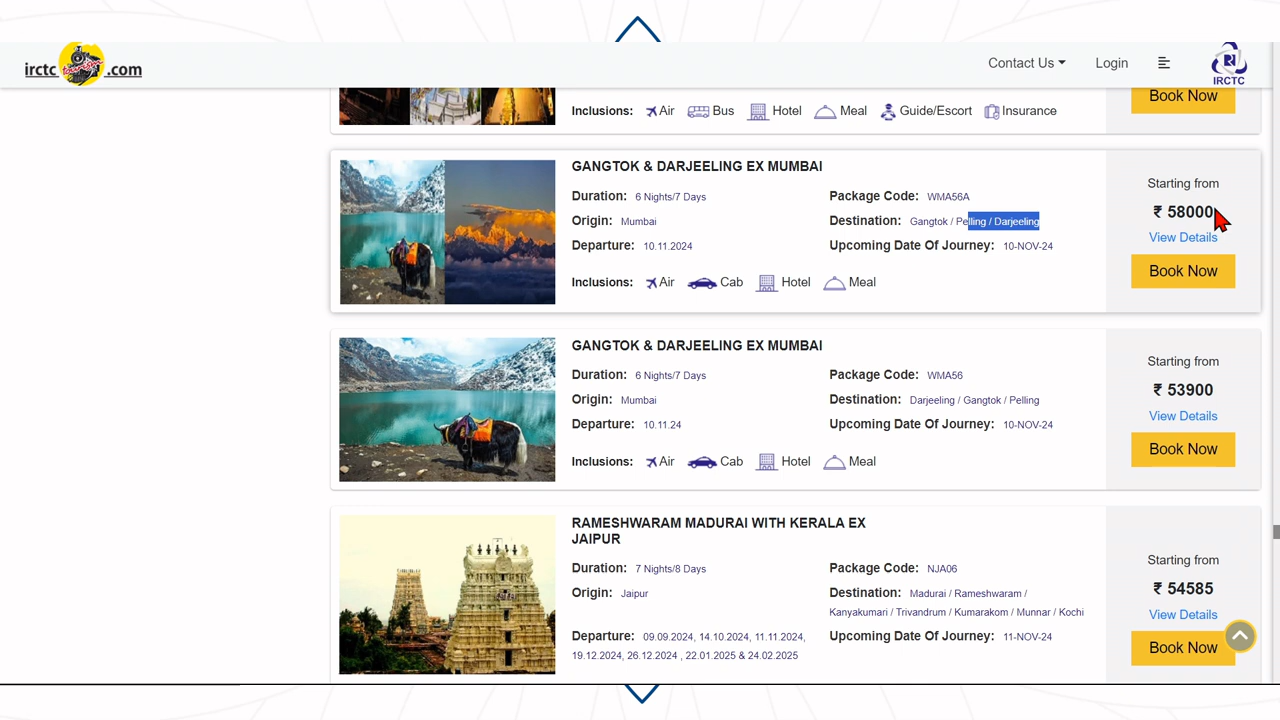 irctc tourism .com
Contact Us
Login
IRCTC
Inclusions: Air Bus Hotel Meal Guide/Escort Insurance
Book Now
GANGTOK & DARJEELING EX MUMBAI
Duration: 6 Nights/7 Days
Package Code: WMA56A
Origin: Mumbai
Destination: Gangtok / Pelling / Darjeeling
Departure: 10.11.2024
Upcoming Date Of Journey: 10-NOV-24
Inclusions: Air Cab Hotel Meal
Starting from
₹ 58000
View Details
Book Now
GANGTOK & DARJEELING EX MUMBAI
Duration: 6 Nights/7 Days
Package Code: WMA56
Origin: Mumbai
Destination: Darjeeling / Gangtok / Pelling
Departure: 10.11.24
Upcoming Date Of Journey: 10-NOV-24
Inclusions: Air Cab Hotel Meal
Starting from
₹ 53900
View Details
Book Now
RAMESHWARAM MADURAI WITH KERALA EX
JAIPUR
Duration: 7 Nights/8 Days
Package Code: NJA06
Origin: Jaipur
Destination: Madurai / Rameshwaram /
Kanyakumari / Trivandrum / Kumarakom / Munnar / Kochi
Departure: 09.09.2024, 14.10.2024, 11.11.2024,
19.12.2024, 26.12.2024 , 22.01.2025 & 24.02.2025
Upcoming Date Of Journey: 11-NOV-24
Starting from
₹ 54585
View Details
Book Now